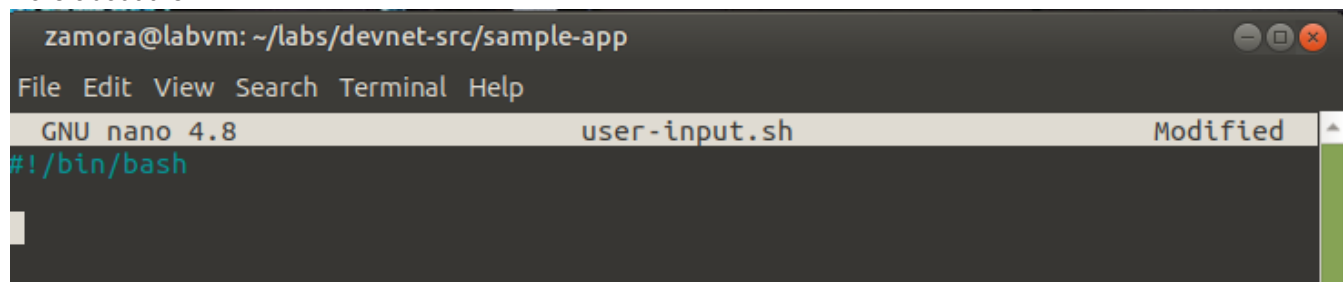 zamora@labvm: ~/labs/devnet-src/sample-app
File Edit View Search Terminal Help
GNU nano 4.8 user-input.sh Modified
#!/bin/bash